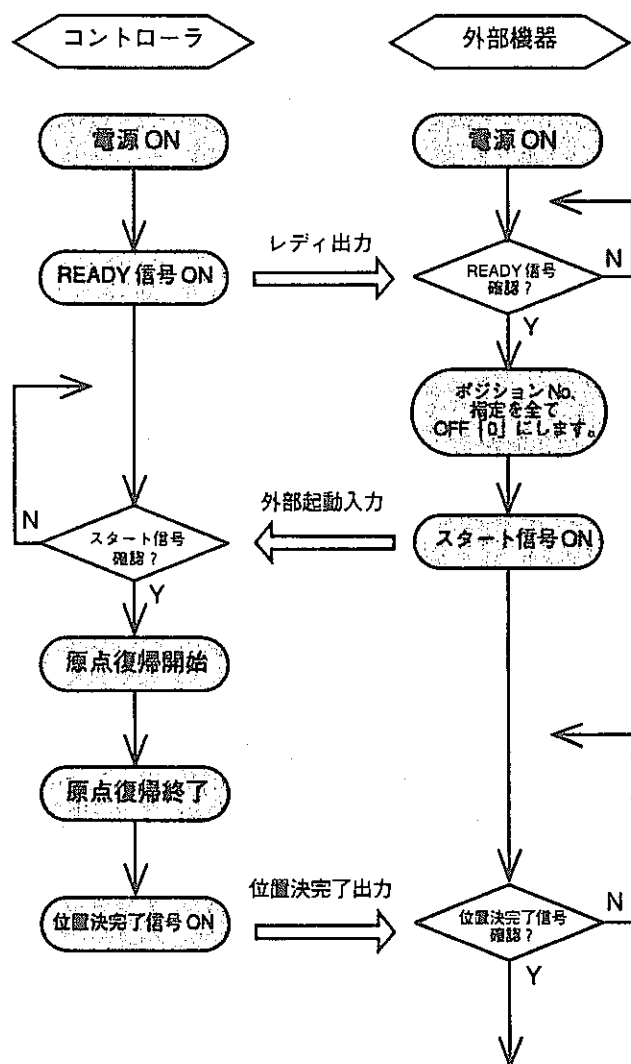 コントローラ
外部機器
電源 ON
電源 ON
レディ出力
READY 信号 ON
READY 信号
確認？
N
Y
ポジション No.
指定を全て
OFF「0」にします。
外部起動入力
N
スタート信号
確認？
スタート信号 ON
Y
原点復帰開始
原点復帰終了
位置決完了出力
位置決完了信号 ON
位置決完了信号
確認？
N
Y